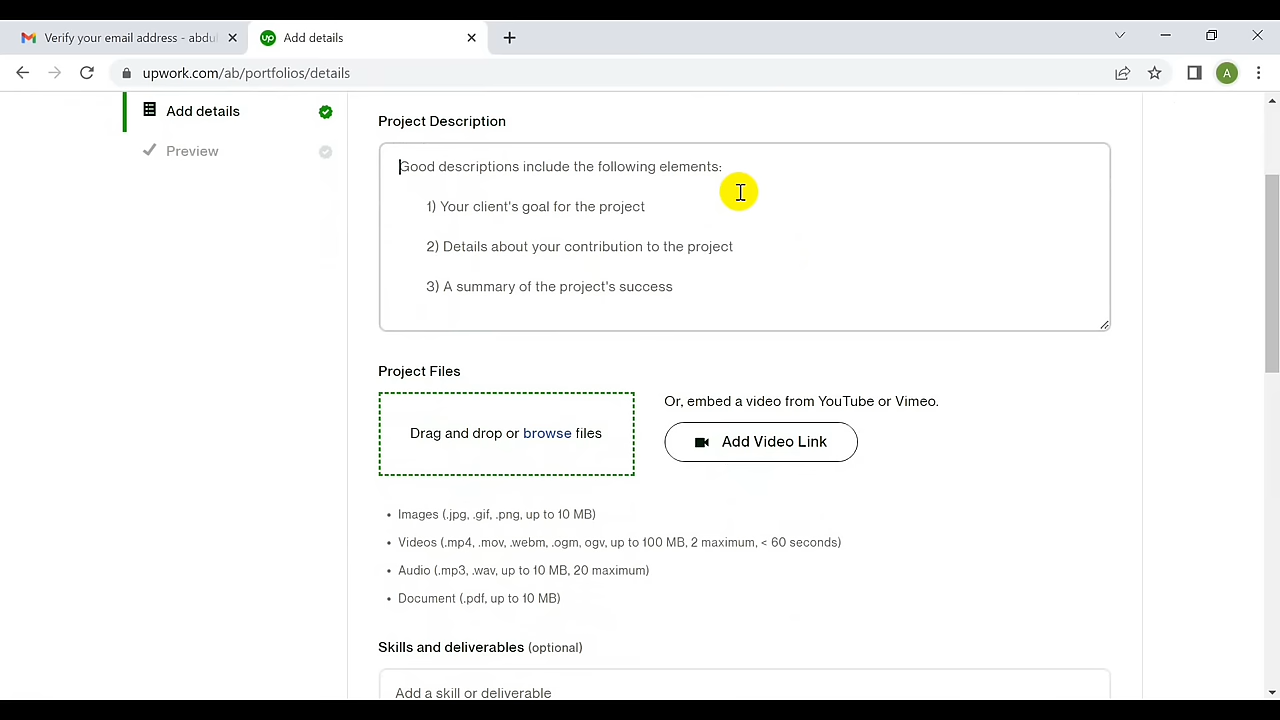 Verify your email address - abdu
up Add details
upwork.com/ab/portfolios/details
A
Add details
Preview
Project Description
Good descriptions include the following elements:
1) Your client's goal for the project
2) Details about your contribution to the project
3) A summary of the project's success
Project Files
Drag and drop or browse files
Or, embed a video from YouTube or Vimeo.
Add Video Link
• Images (.jpg, .gif, .png, up to 10 MB)
• Videos (.mp4, .mov, .webm, .ogm, ogv, up to 100 MB, 2 maximum, < 60 seconds)
• Audio (.mp3, .wav, up to 10 MB, 20 maximum)
• Document (.pdf, up to 10 MB)
Skills and deliverables (optional)
Add a skill or deliverable